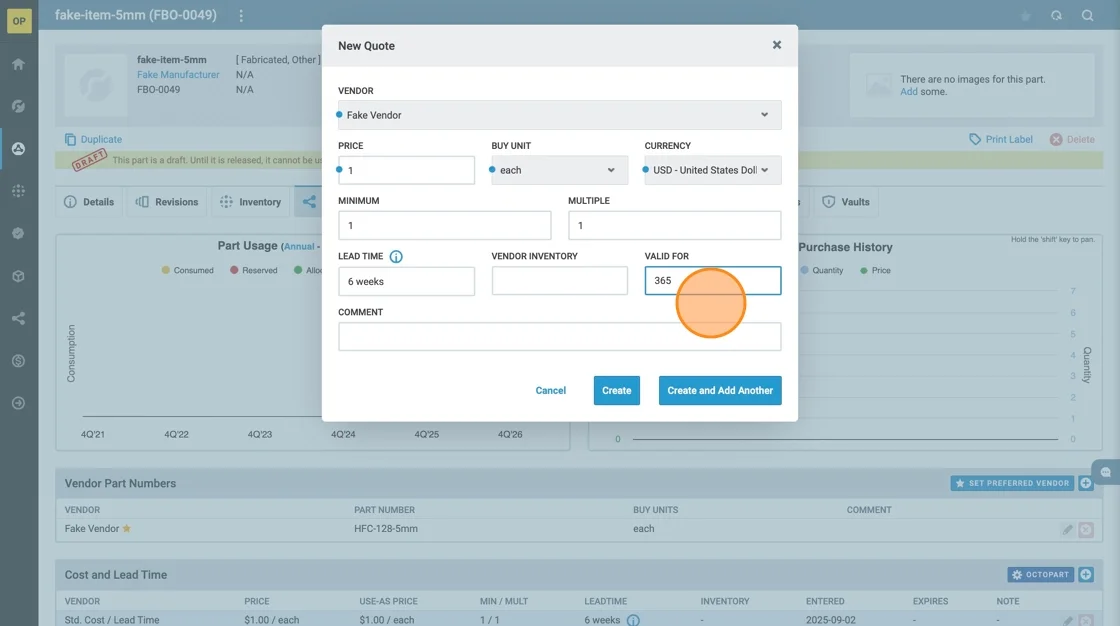 OP
fake-item-5mm (FBO-0049)
fake-item-5mm
[ Fabricated, Other ]
Fake Manufacturer
N/A
FBO-0049
N/A
There are no images for this part.
Add some.
Duplicate
Print Label
Delete
DRAFT
This part is a draft. Until it is released, it cannot be
Details
Revisions
Inventory
Vaults
Part Usage (Annual -
Consumed
Reserved
Purchase History
Hold the 'shift' key to pan.
Quantity
Price
Consumption
4Q'21
4Q'22
4Q'23
4Q'24
4Q'25
4Q'26
7
6
5
4
3
2
1
0
0
Quantity
New Quote
VENDOR
Fake Vendor
PRICE
BUY UNIT
CURRENCY
1
each
USD - United States Doll
MINIMUM
MULTIPLE
1
1
LEAD TIME
VENDOR INVENTORY
VALID FOR
6 weeks
365
COMMENT
Cancel
Create
Create and Add Another
Vendor Part Numbers
SET PREFERRED VENDOR
VENDOR
PART NUMBER
BUY UNITS
COMMENT
Fake Vendor
HFC-128-5mm
each
Cost and Lead Time
OCTOPART
VENDOR
PRICE
USE-AS PRICE
MIN / MULT
LEADTIME
INVENTORY
ENTERED
EXPIRES
NOTE
Std. Cost / Lead Time
$1.00 / each
$1.00 / each
1 / 1
6 weeks
-
2025-09-02
-
-